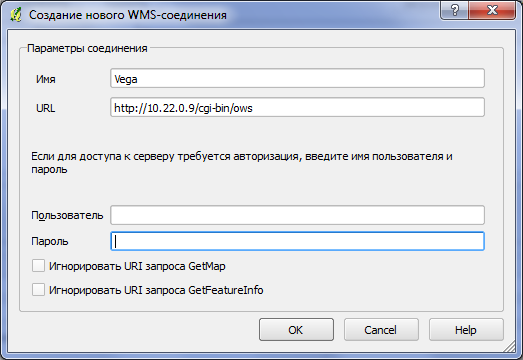 Создание нового WMS-соединения
Параметры соединения
Имя Vega
URL http://10.22.0.9/cgi-bin/ows
Если для доступа к серверу требуется авторизация, введите имя пользователя и
пароль
Пользователь
Пароль
Игнорировать URI запроса GetMap
Игнорировать URI запроса GetFeatureInfo
OK Cancel Help